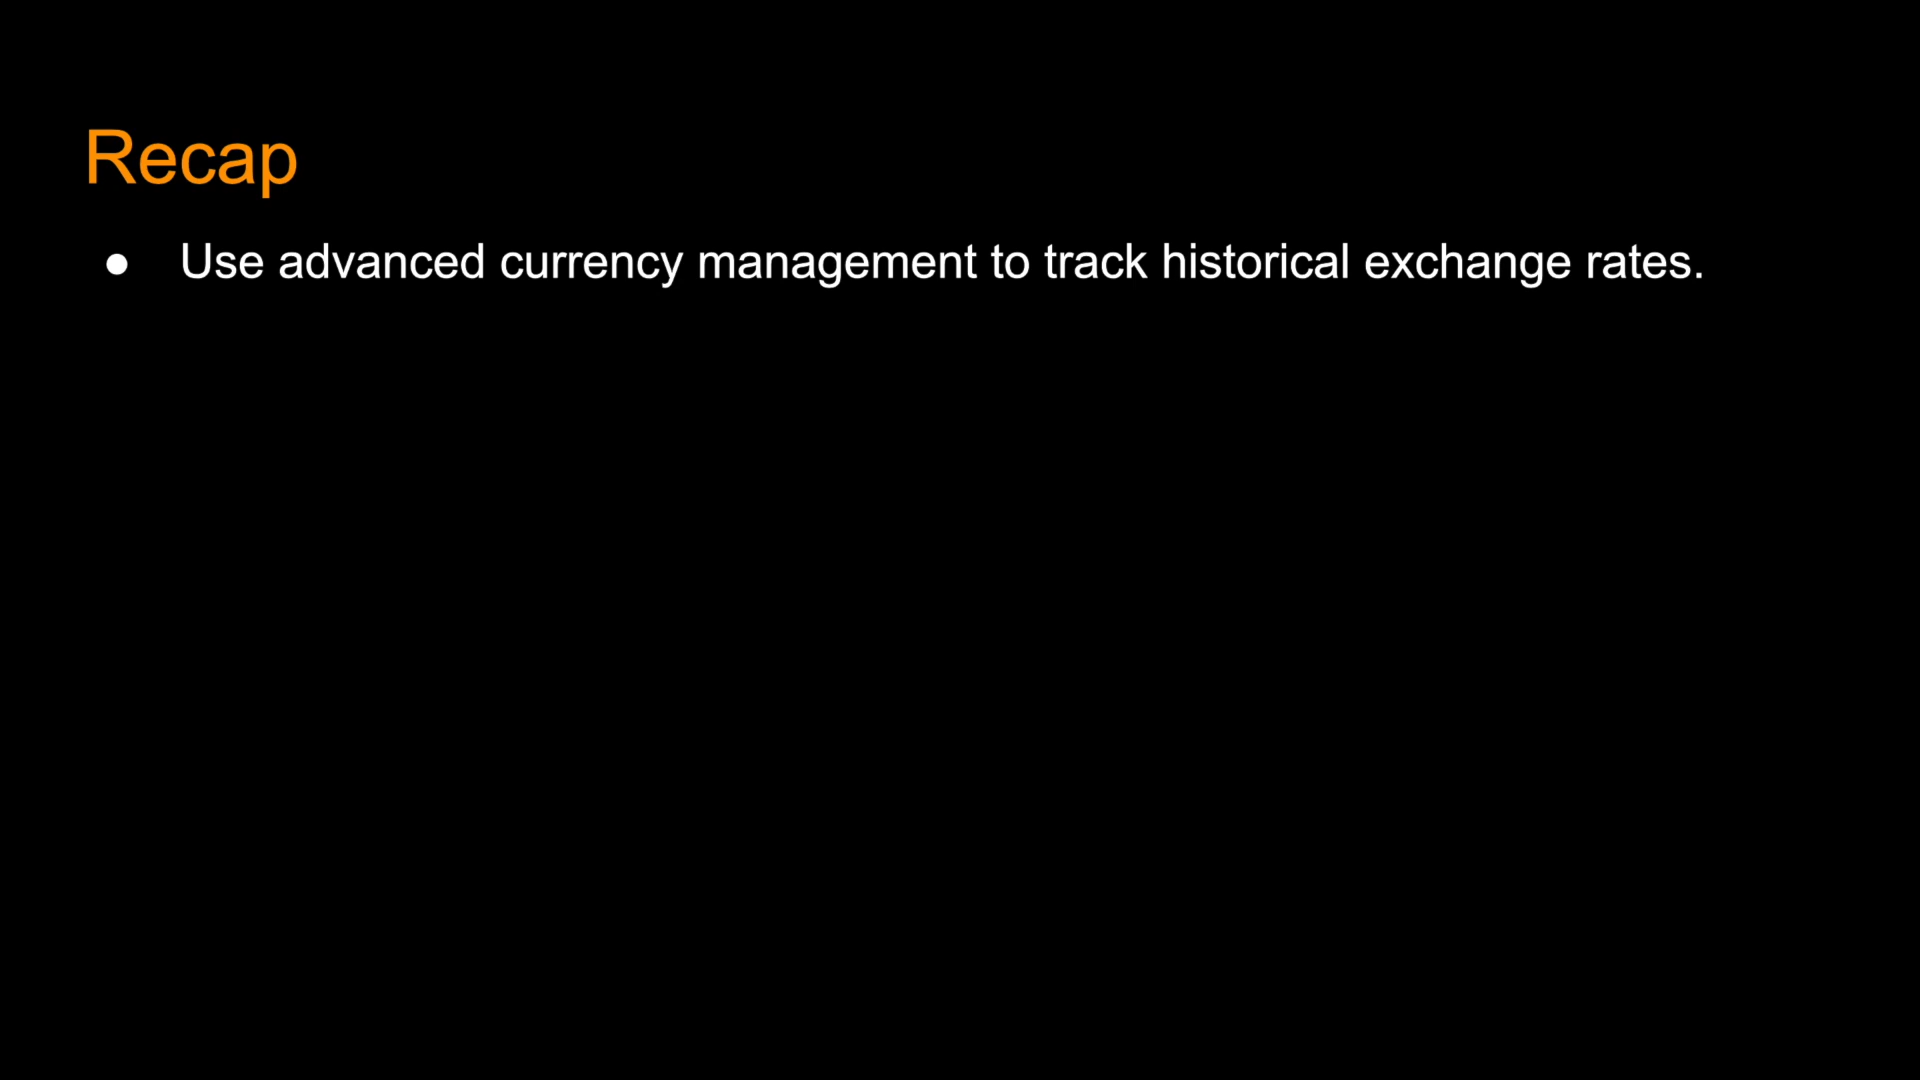 Recap
● Use advanced currency management to track historical exchange rates.